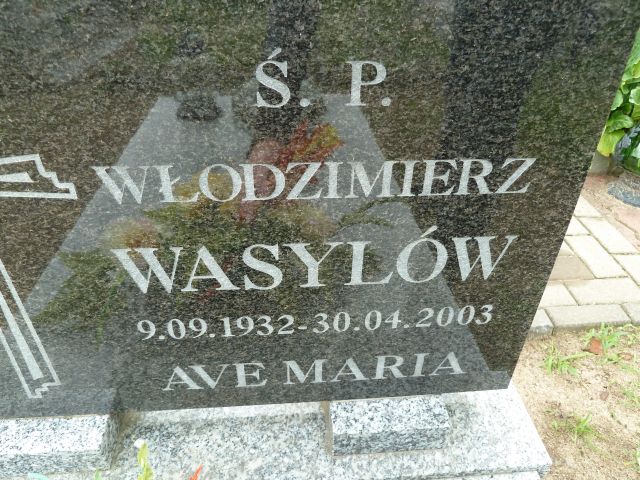 Ś. P.
WŁODZIMIERZ
WASYLÓW
9.09.1932-30.04.2003
AVE MARIA